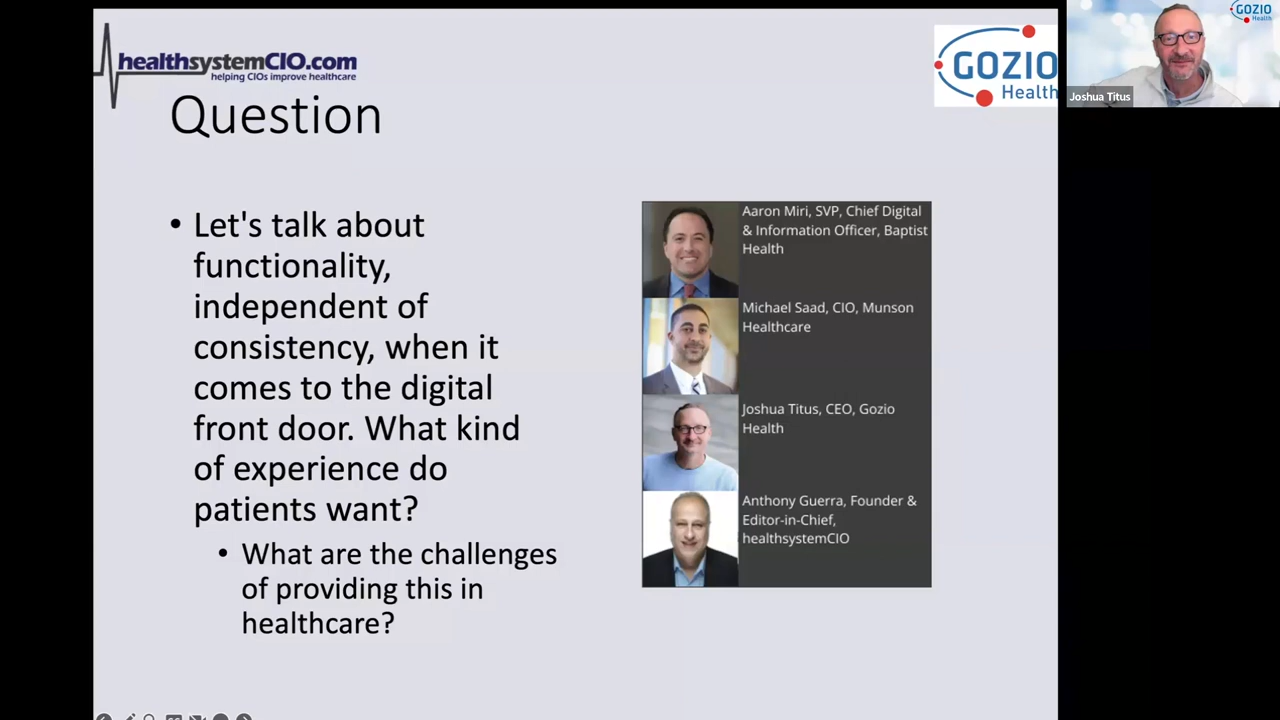 healthsystemCIO.com
helping CIOs improve healthcare
GOZIO
Health
GOZIO
Health
Joshua Titus
Question
• Let's talk about
functionality,
independent of
consistency, when it
comes to the digital
front door. What kind
of experience do
patients want?
• What are the challenges
of providing this in
healthcare?
Aaron Miri, SVP, Chief Digital
& Information Officer, Baptist
Health
Michael Saad, CIO, Munson
Healthcare
Joshua Titus, CEO, Gozio
Health
Anthony Guerra, Founder &
Editor-in-Chief,
healthsystemCIO